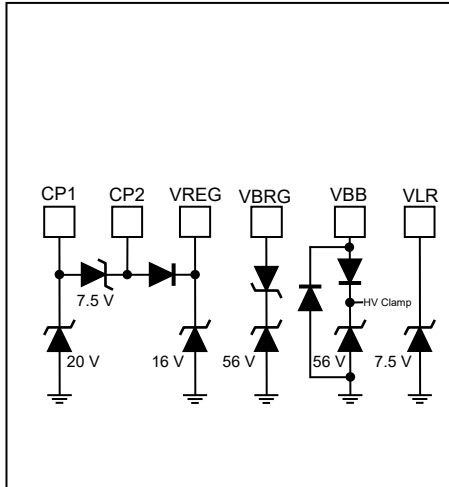 CP1 CP2 VREG VBRG VBB VLR
HV Clamp
7.5 V
20 V 16 V 56 V 56 V 7.5 V